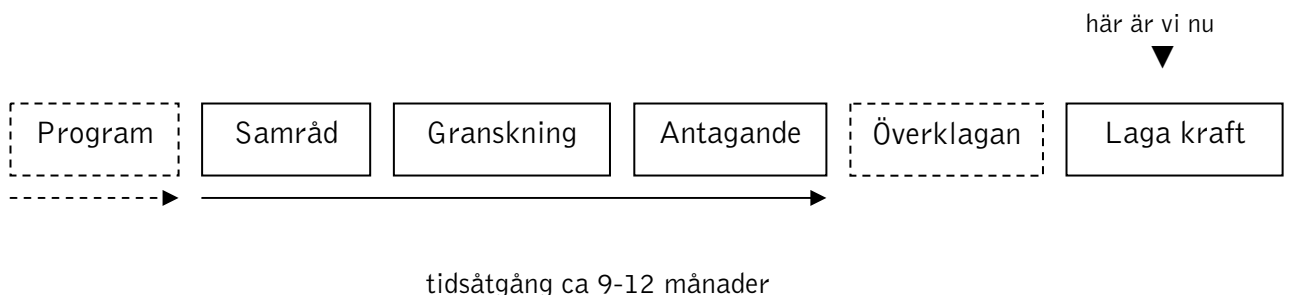 här är vi nu
Program Samråd Granskning Antagande Överklagan Laga kraft
tidsåtgång ca 9-12 månader